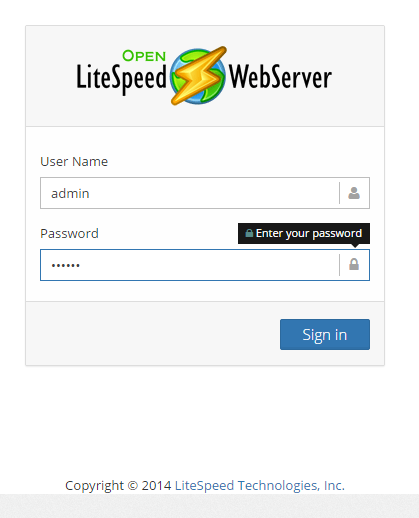 OPEN
LiteSpeed WebServer
User Name
admin
Password
Enter your password
••••••
Sign in
Copyright © 2014 LiteSpeed Technologies, Inc.